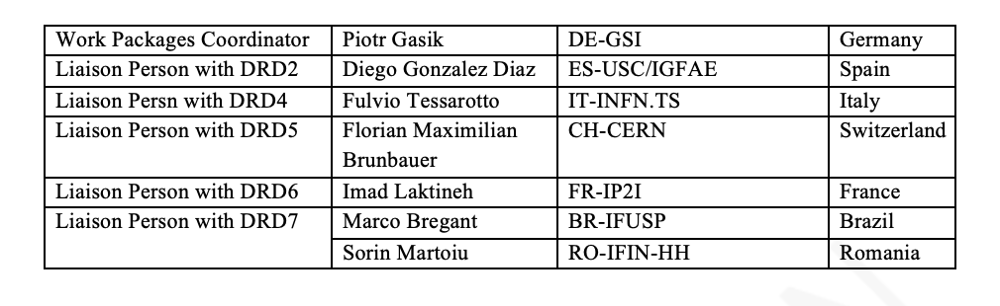 Work Packages Coordinator Piotr Gasik DE-GSI Germany
Liaison Person with DRD2 Diego Gonzalez Diaz ES-USC/IGFAE Spain
Liaison Persn with DRD4 Fulvio Tessarotto IT-INFN.TS Italy
Liaison Person with DRD5 Florian Maximilian CH-CERN Switzerland
Brunbauer
Liaison Person with DRD6 Imad Laktineh FR-IP2I France
Liaison Person with DRD7 Marco Bregant BR-IFUSP Brazil
Sorin Martoiu RO-IFIN-HH Romania